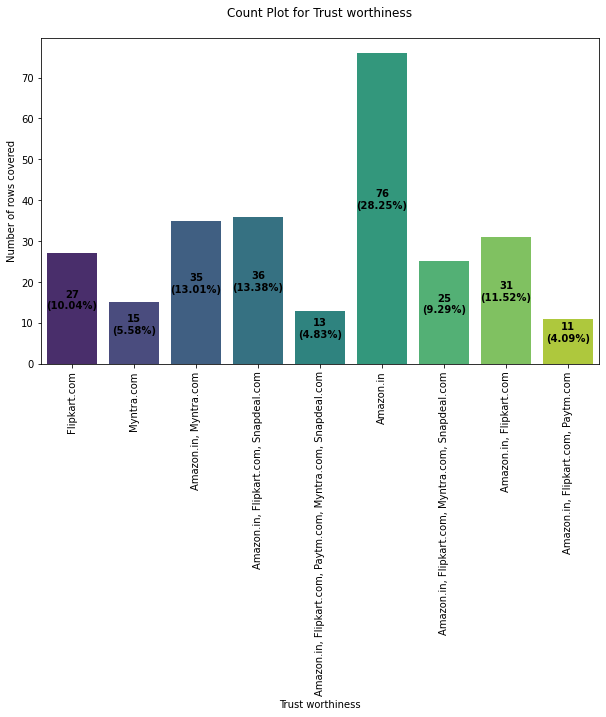 Count Plot for Trust worthiness
Number of rows covered
70
60
50
40
30
20
10
0
27
(10.04%)
15
(5.58%)
35
(13.01%)
36
(13.38%)
13
(4.83%)
76
(28.25%)
25
(9.29%)
31
(11.52%)
11
(4.09%)
Flipkart.com
Myntra.com
Amazon.in, Myntra.com
Amazon.in, Flipkart.com, Snapdeal.com
Amazon.in, Flipkart.com, Paytm.com, Myntra.com, Snapdeal.com
Amazon.in
Amazon.in, Flipkart.com, Myntra.com, Snapdeal.com
Amazon.in, Flipkart.com
Amazon.in, Flipkart.com, Paytm.com
Trust worthiness